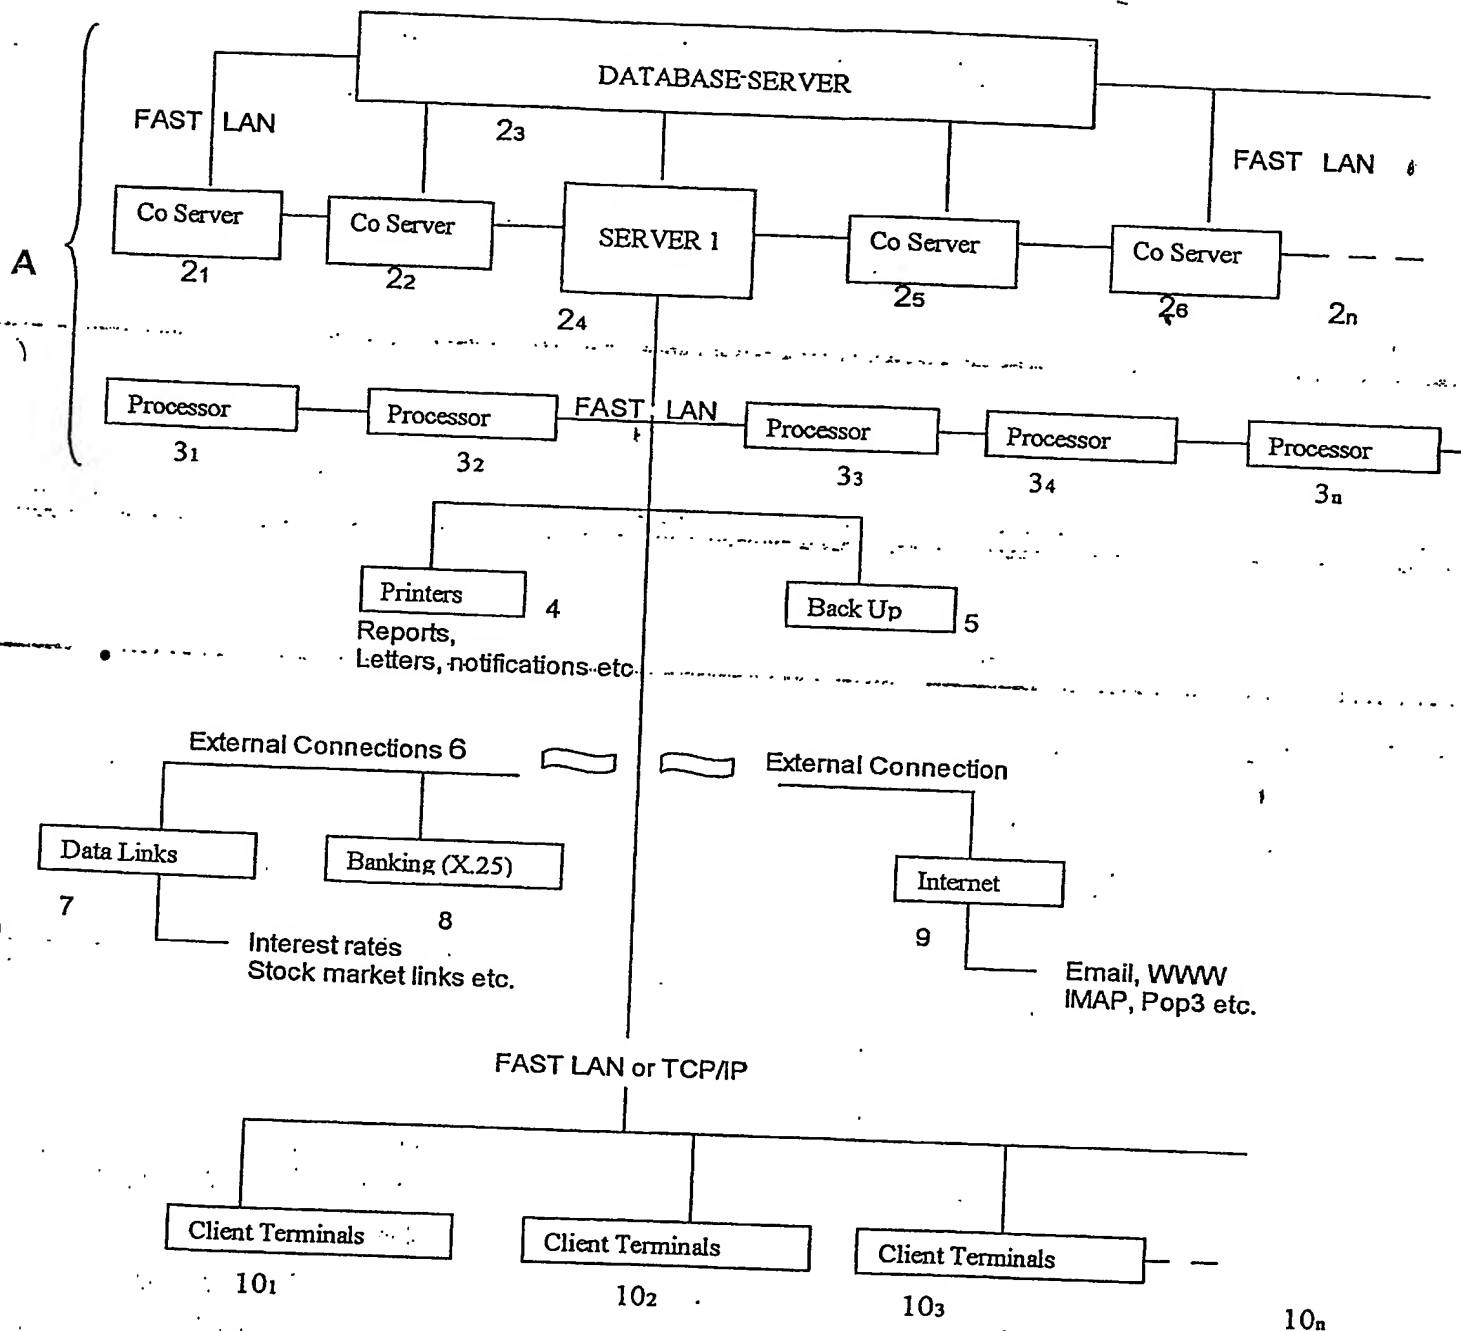 DATABASE-SERVER
FAST LAN
2₃
FAST LAN
A
Co Server
Co Server
SERVER 1
Co Server
Co Server
2₁
2₂
2₄
2₅
2₆
2n
Processor
Processor
FAST LAN
Processor
Processor
Processor
3₁
3₂
3₃
3₄
3n
Printers
4
Back Up
5
Reports,
Letters, notifications etc
External Connections 6
External Connection
Data Links
Banking (X.25)
Internet
7
8
9
Interest rates
Stock market links etc.
Email, WWW
IMAP, Pop3 etc.
FAST LAN or TCP/IP
Client Terminals
Client Terminals
Client Terminals
10₁
10₂
10₃
10n